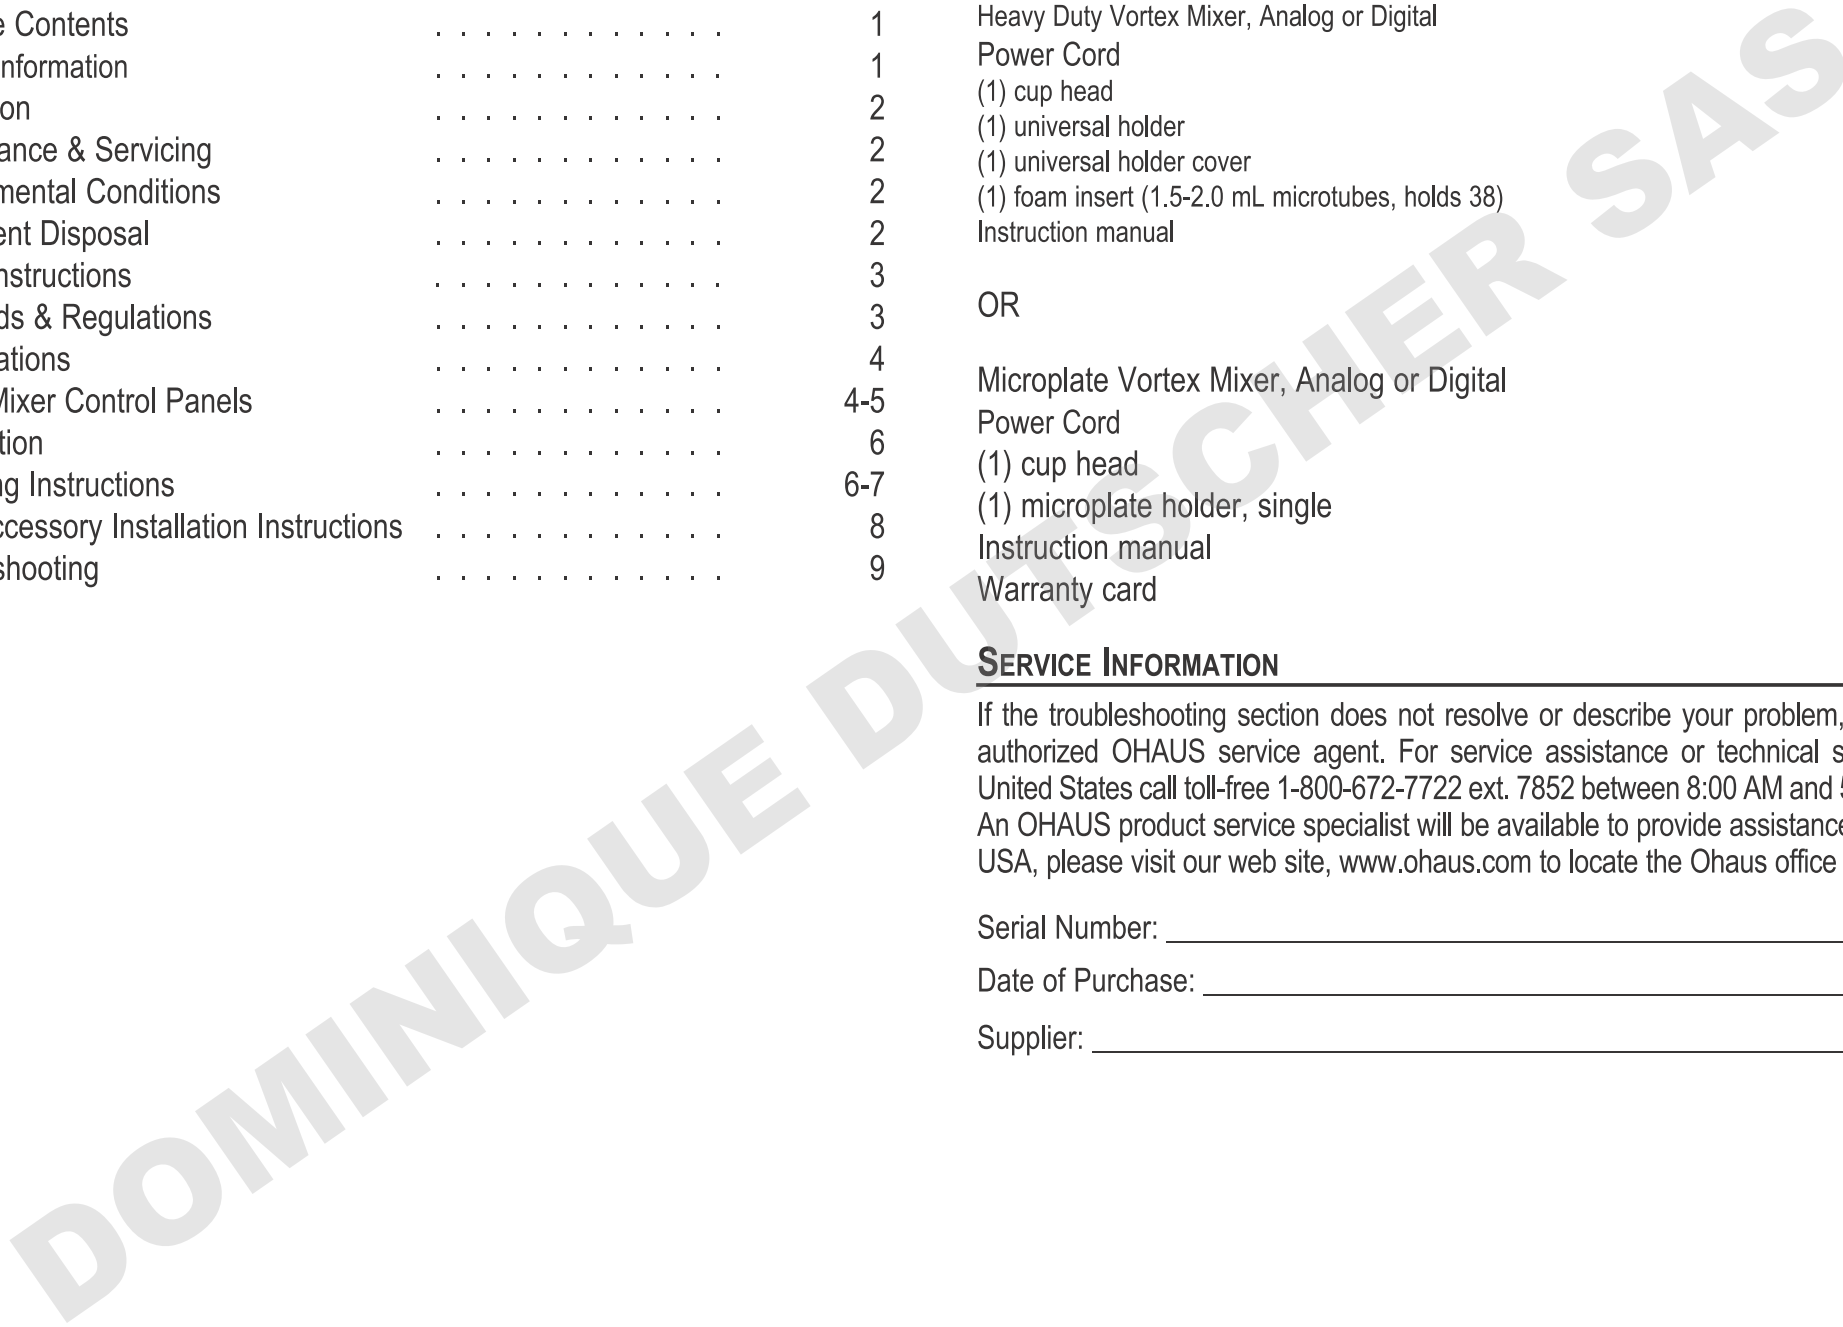 e Contents . . . . . . . . . . . . 1
nformation . . . . . . . . . . . . 1
on . . . . . . . . . . . . 2
ance & Servicing . . . . . . . . . . . . 2
mental Conditions . . . . . . . . . . . . 2
ent Disposal . . . . . . . . . . . . 2
nstructions . . . . . . . . . . . . 3
ds & Regulations . . . . . . . . . . . . 3
ations . . . . . . . . . . . . 4
Mixer Control Panels . . . . . . . . . . . . 4-5
tion . . . . . . . . . . . . 6
ng Instructions . . . . . . . . . . . . 6-7
ccessory Installation Instructions . . . . . . . . . . . . 8
shooting . . . . . . . . . . . . 9
Heavy Duty Vortex Mixer, Analog or Digital
Power Cord
(1) cup head
(1) universal holder
(1) universal holder cover
(1) foam insert (1.5-2.0 mL microtubes, holds 38)
Instruction manual
OR
Microplate Vortex Mixer, Analog or Digital
Power Cord
(1) cup head
(1) microplate holder, single
Instruction manual
Warranty card
SERVICE INFORMATION
If the troubleshooting section does not resolve or describe your problem,
authorized OHAUS service agent. For service assistance or technical s
United States call toll-free 1-800-672-7722 ext. 7852 between 8:00 AM and 5
An OHAUS product service specialist will be available to provide assistance
USA, please visit our web site, www.ohaus.com to locate the Ohaus office
Serial Number:
Date of Purchase:
Supplier:
DOMINIQUE DUTSCHER SAS